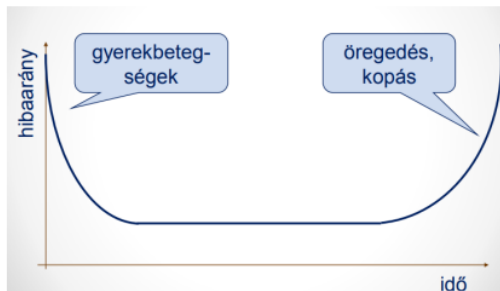 gyerekbeteg-
ségek
öregedés,
kopás
hibaarány
idő